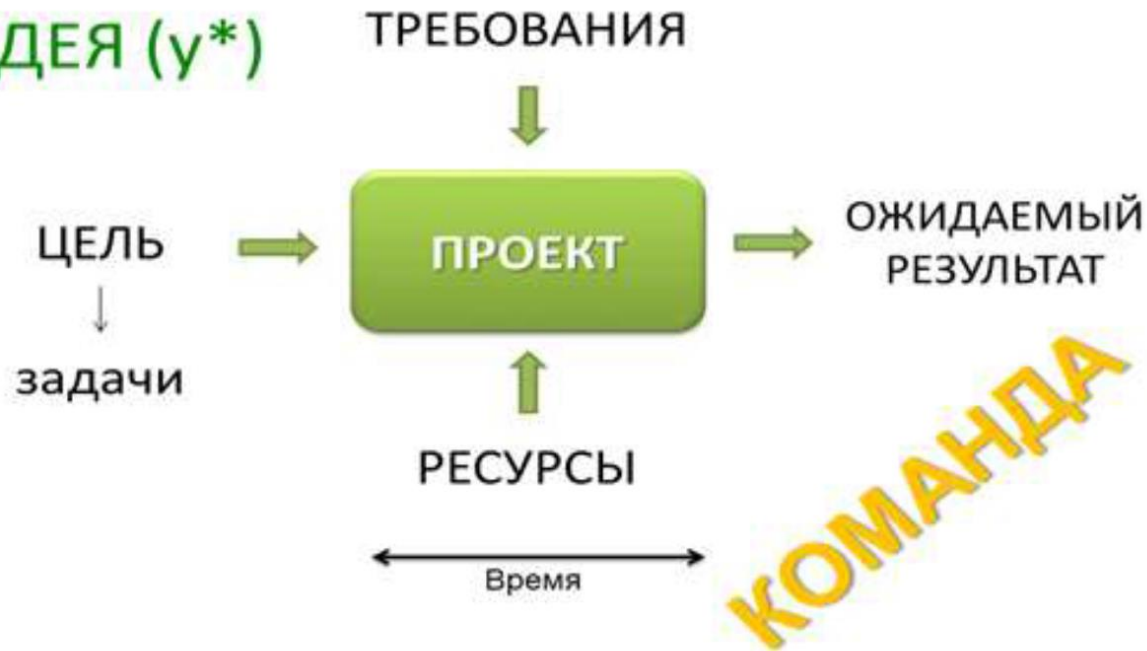 ДЕЯ (у*)
ТРЕБОВАНИЯ
ЦЕЛЬ
ПРОЕКТ
ОЖИДАЕМЫЙ
РЕЗУЛЬТАТ
задачи
РЕСУРСЫ
Время
КОМАНДА